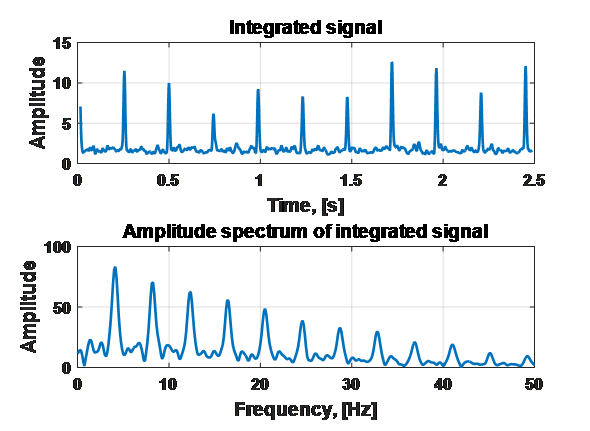 Integrated signal
15
10
5
0
Amplitude
0 0.5 1 1.5 2 2.5
Time, [s]
Amplitude spectrum of integrated signal
100
50
0
Amplitude
0 10 20 30 40 50
Frequency, [Hz]